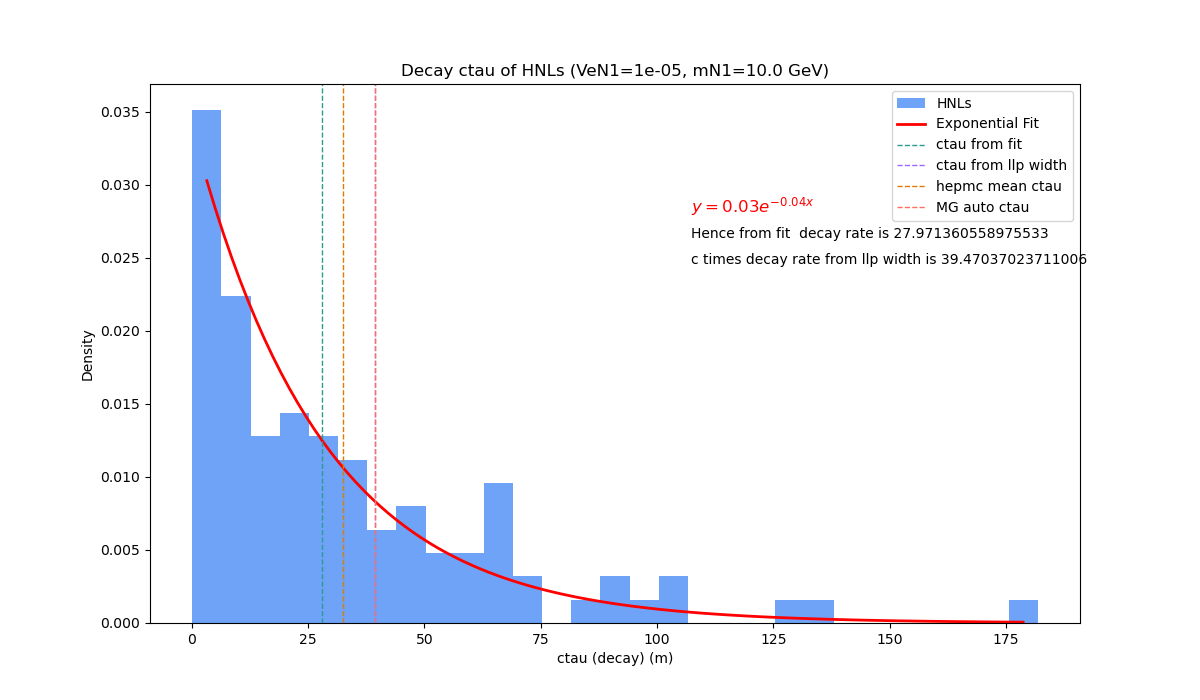 Decay ctau of HNLs (VeN1=1e-05, mN1=10.0 GeV)
HNLs
Exponential Fit
ctau from fit
ctau from llp width
hepmc mean ctau
MG auto ctau
y = 0.03e^{-0.04x}
Hence from fit  decay rate is 27.971360558975533
c times decay rate from llp width is 39.47037023711006
Density
0.035
0.030
0.025
0.020
0.015
0.010
0.005
0.000
0 25 50 75 100 125 150 175
ctau (decay) (m)